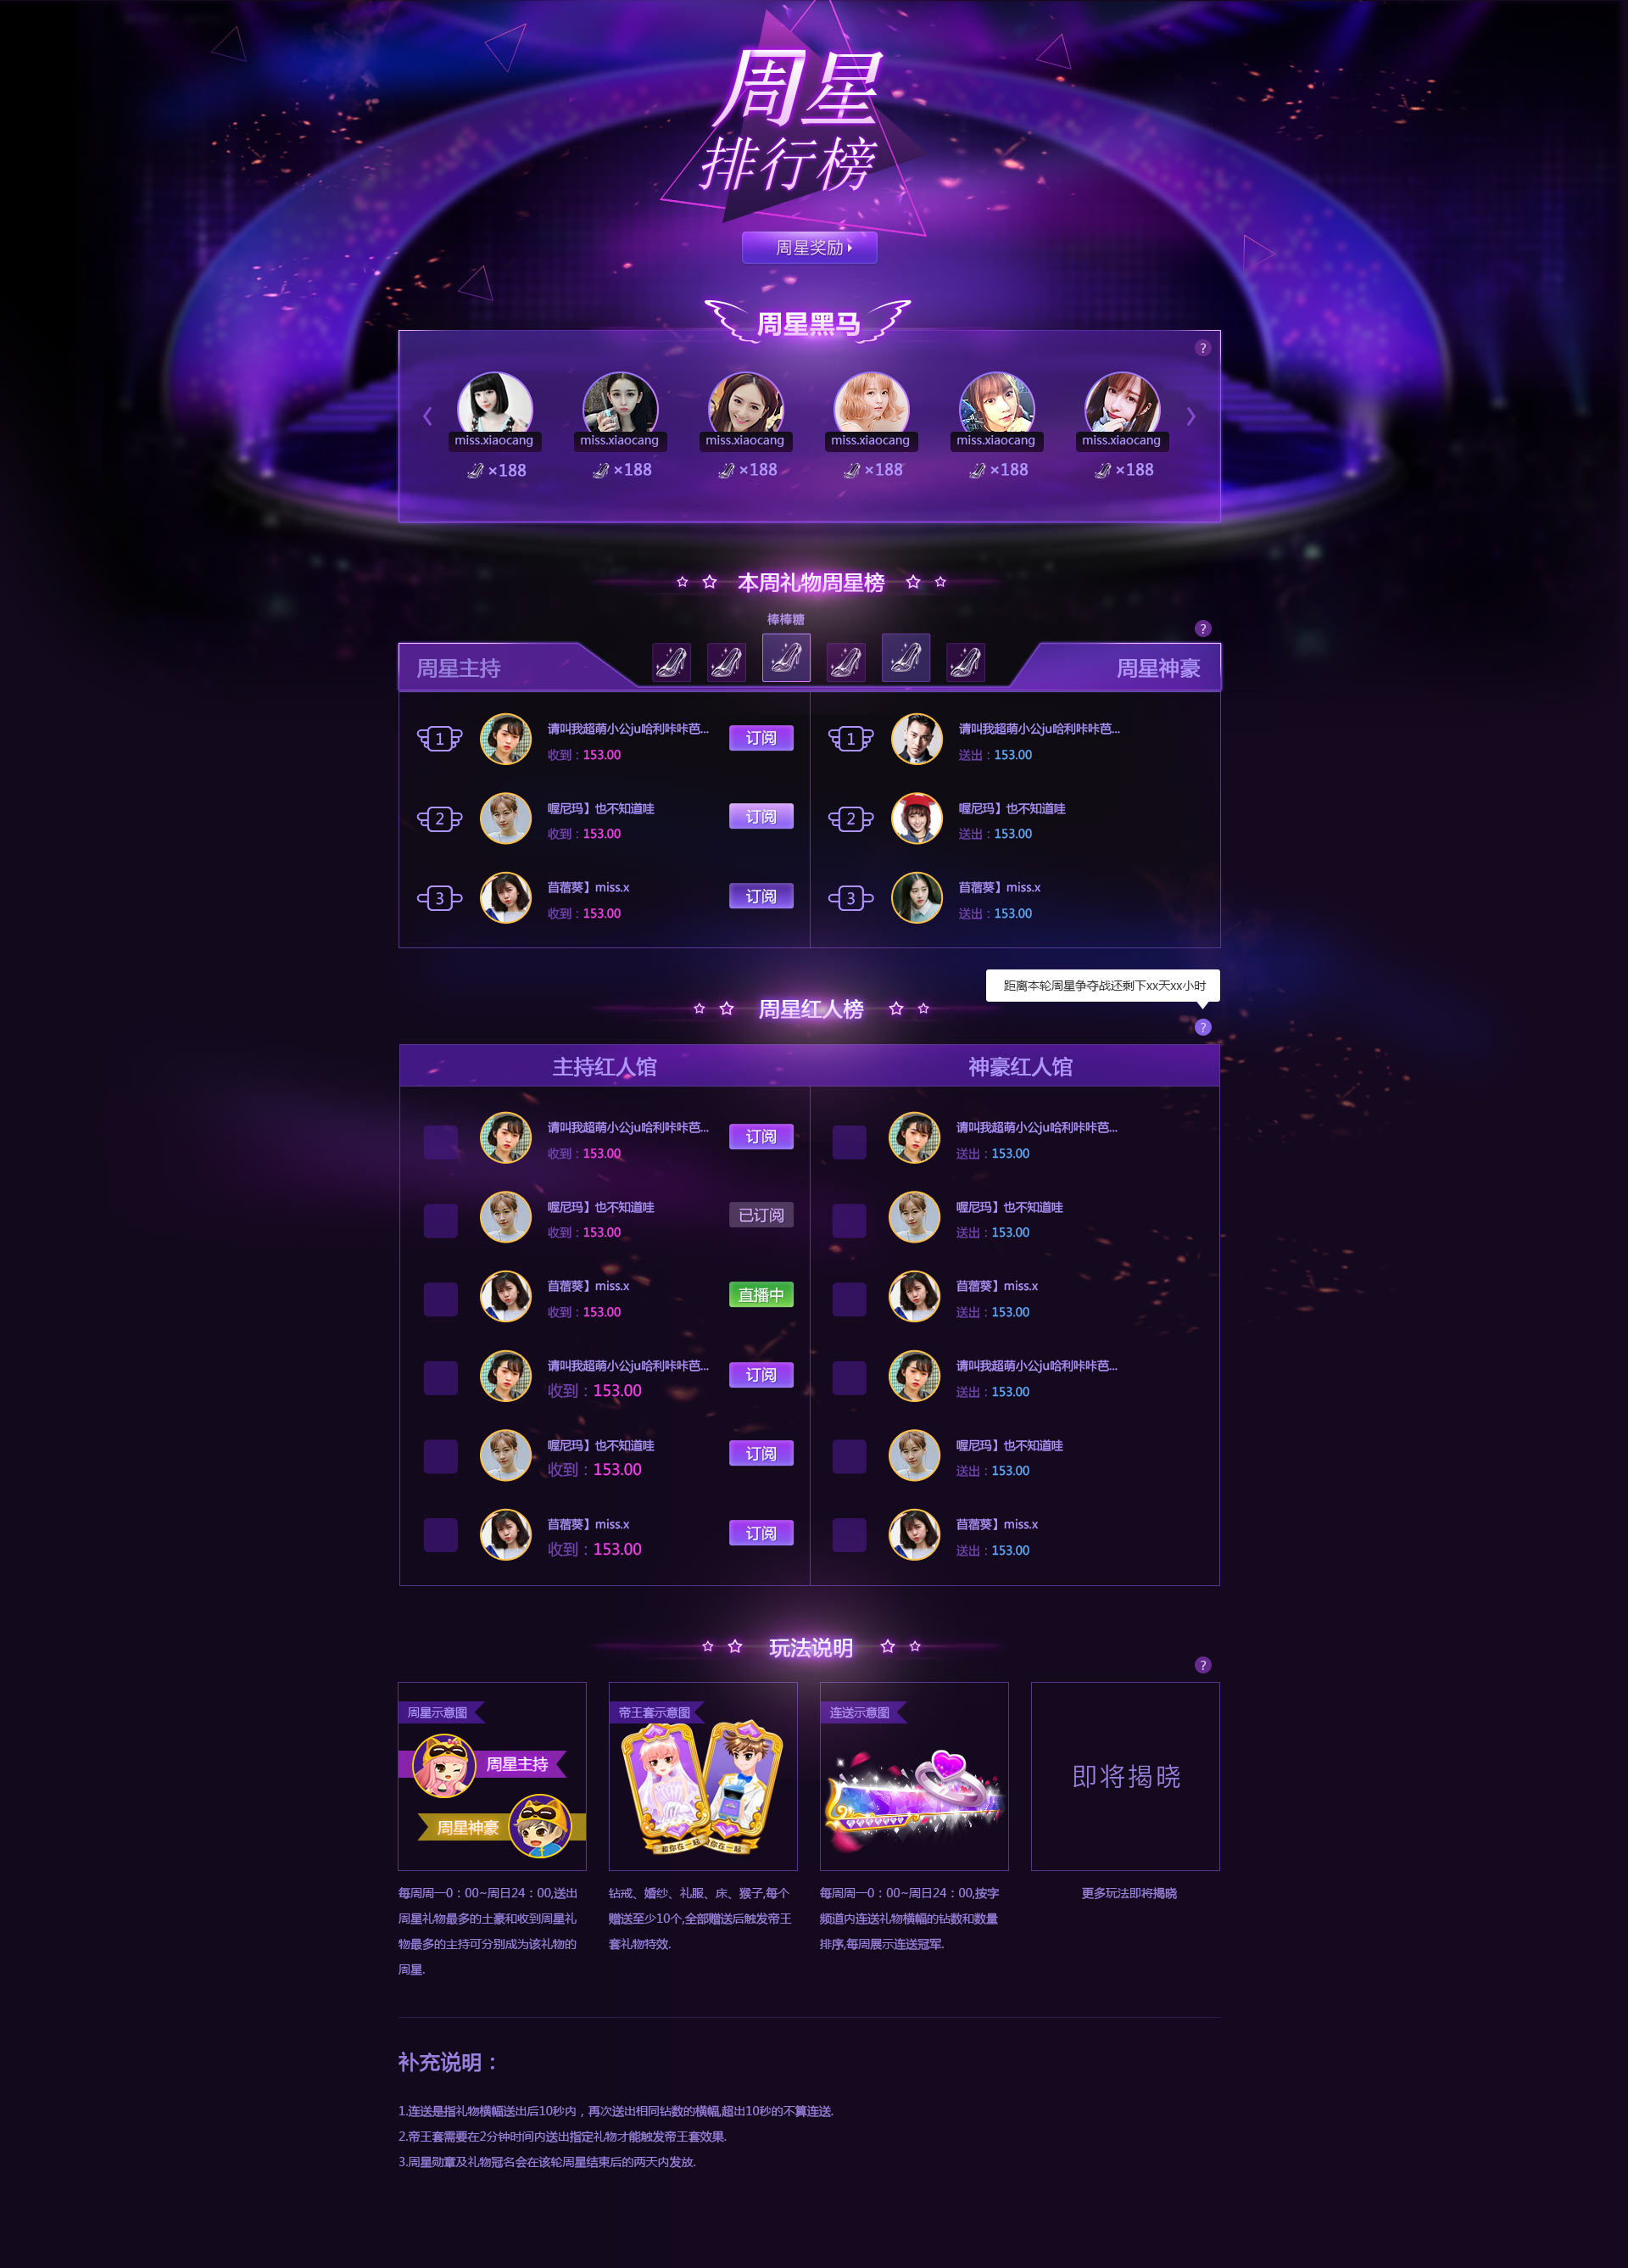 周星
排行榜
周星奖励
周星黑马
?
miss.xiaocang miss.xiaocang miss.xiaocang miss.xiaocang miss.xiaocang miss.xiaocang
×188 ×188 ×188 ×188 ×188 ×188
本周礼物周星榜
棒棒糖
?
周星主持 周星神豪
1 请叫我超萌小公ju哈利咔咔芭... 订阅 1 请叫我超萌小公ju哈利咔咔芭...
收到：153.00 送出：153.00
2 喔尼玛】也不知道哇 订阅 2 喔尼玛】也不知道哇
收到：153.00 送出：153.00
3 苜蓿葵】miss.x 订阅 3 苜蓿葵】miss.x
收到：153.00 送出：153.00
距离本轮周星争夺战还剩下xx天xx小时
周星红人榜
?
主持红人馆 神豪红人馆
请叫我超萌小公ju哈利咔咔芭... 订阅 请叫我超萌小公ju哈利咔咔芭...
收到：153.00 送出：153.00
喔尼玛】也不知道哇 已订阅 喔尼玛】也不知道哇
收到：153.00 送出：153.00
苜蓿葵】miss.x 直播中 苜蓿葵】miss.x
收到：153.00 送出：153.00
请叫我超萌小公ju哈利咔咔芭... 订阅 请叫我超萌小公ju哈利咔咔芭...
收到：153.00 送出：153.00
喔尼玛】也不知道哇 订阅 喔尼玛】也不知道哇
收到：153.00 送出：153.00
苜蓿葵】miss.x 订阅 苜蓿葵】miss.x
收到：153.00 送出：153.00
玩法说明
?
周星示意图
周星主持
周星神豪
每周周一0：00~周日24：00,送出
周星礼物最多的土豪和收到周星礼
物最多的主持可分别成为该礼物的
周星.
帝王套示意图
和你在一起 和你在一起
钻戒、婚纱、礼服、床、猴子,每个
赠送至少10个,全部赠送后触发帝王
套礼物特效.
连送示意图
每周周一0：00~周日24：00,按字
频道内连送礼物横幅的钻数和数量
排序,每周展示连送冠军.
即将揭晓
更多玩法即将揭晓
补充说明：
1.连送是指礼物横幅送出后10秒内，再次送出相同钻数的横幅,超出10秒的不算连送.
2.帝王套需要在2分钟时间内送出指定礼物才能触发帝王套效果.
3.周星勋章及礼物冠名会在该轮周星结束后的两天内发放.